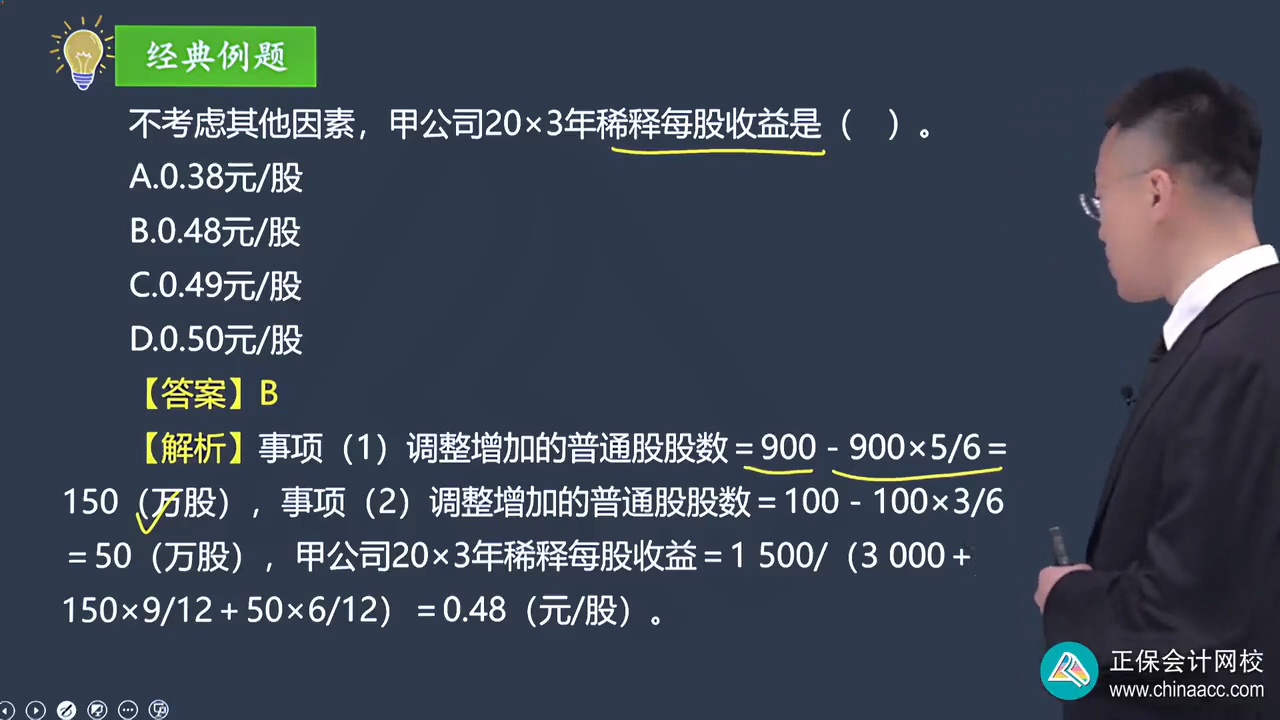 经典例题
不考虑其他因素，甲公司20×3年稀释每股收益是（　）。
A.0.38元/股
B.0.48元/股
C.0.49元/股
D.0.50元/股
【答案】B
【解析】事项（1）调整增加的普通股股数＝900－900×5/6＝
150（万股），事项（2）调整增加的普通股股数＝100－100×3/6
＝50（万股），甲公司20×3年稀释每股收益＝1 500/（3 000＋
150×9/12＋50×6/12）＝0.48（元/股）。
正保会计网校
www.chinaacc.com